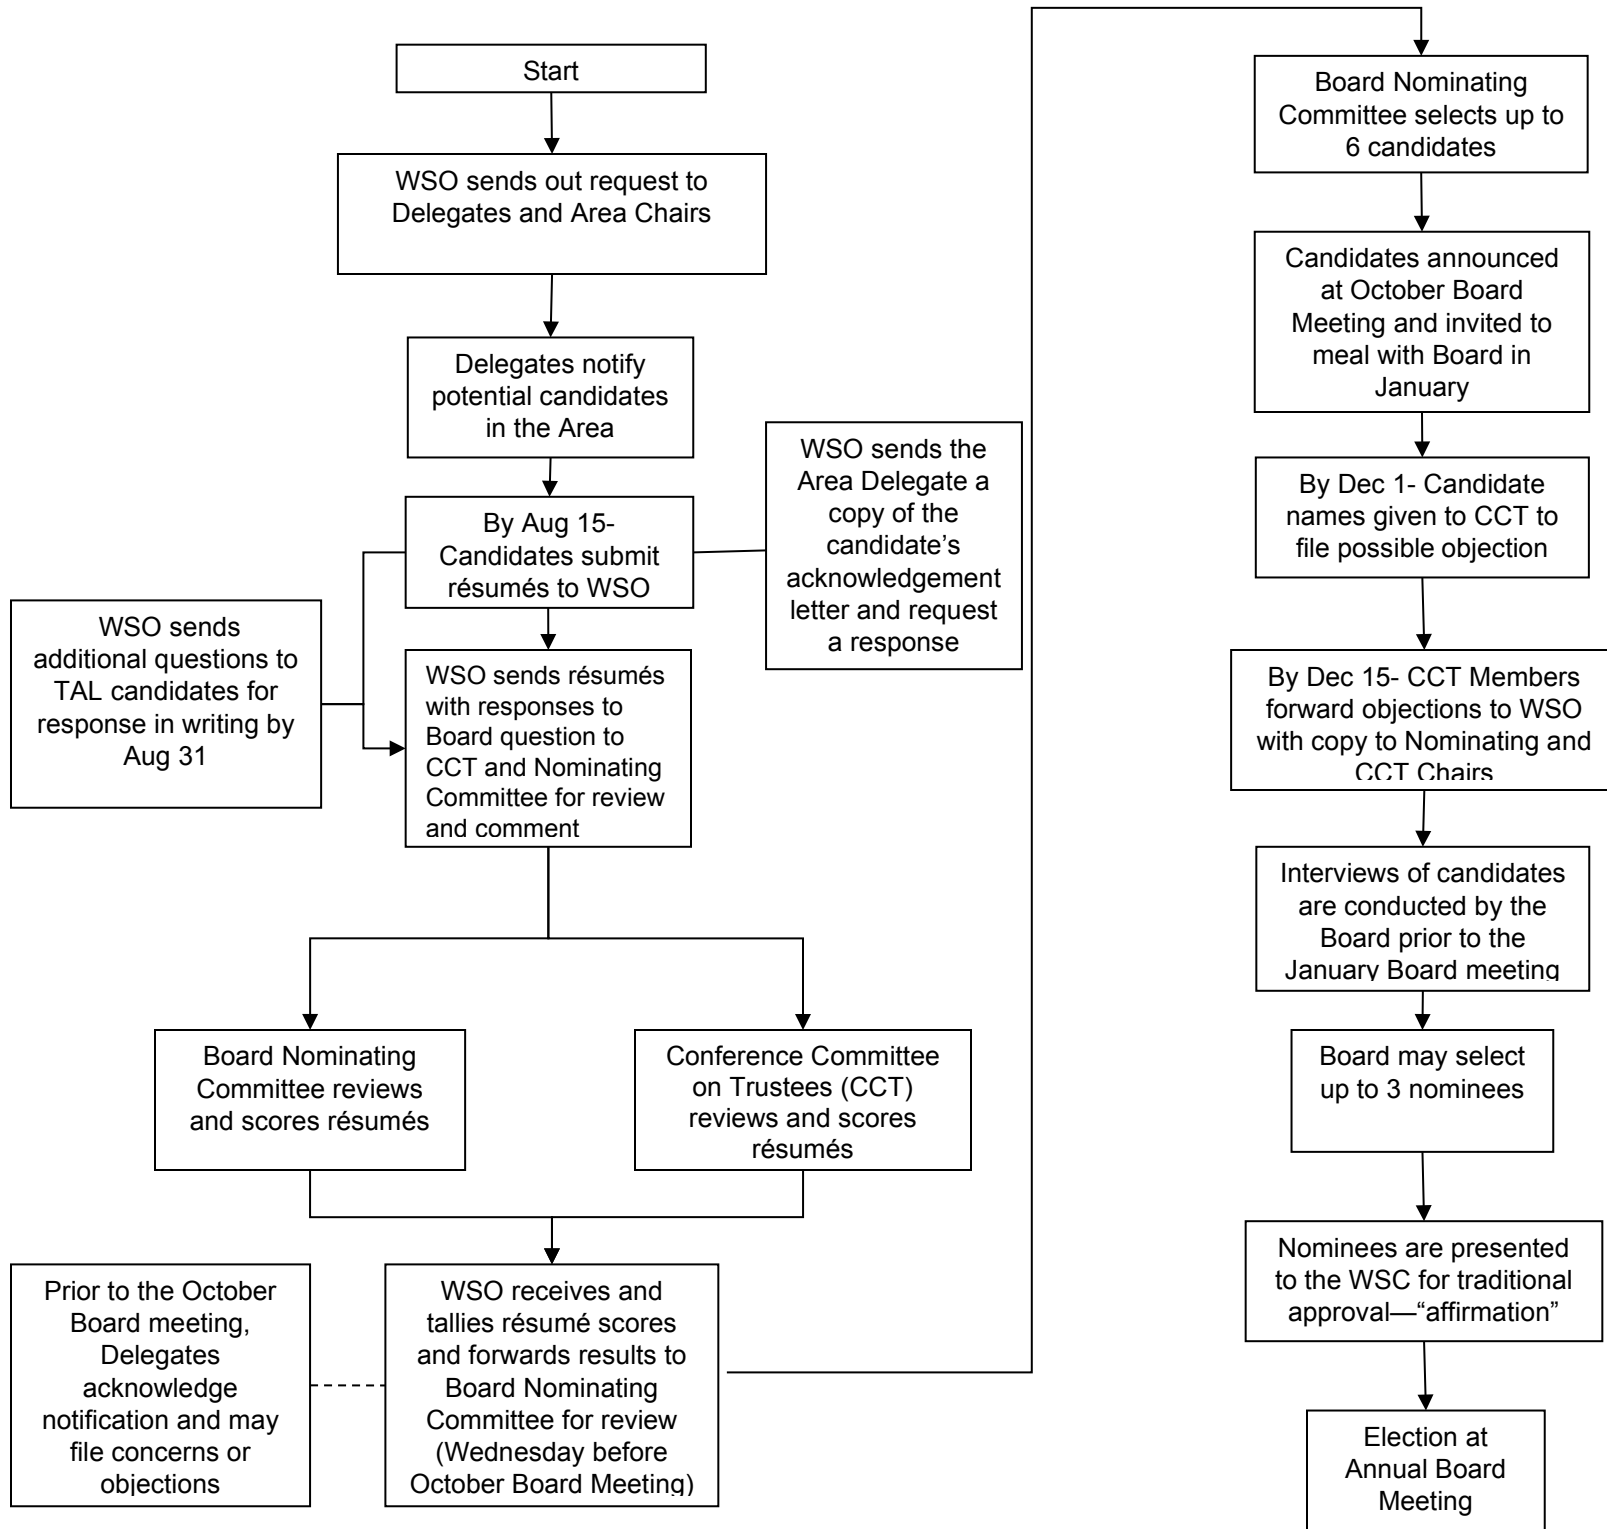 Start
WSO sends out request to
Delegates and Area Chairs
Delegates notify
potential candidates
in the Area
By Aug 15-
Candidates submit
résumés to WSO
WSO sends the
Area Delegate a
copy of the
candidate’s
acknowledgement
letter and request
a response
WSO sends
additional questions to
TAL candidates for
response in writing by
Aug 31
WSO sends résumés
with responses to
Board question to
CCT and Nominating
Committee for review
and comment
Board Nominating
Committee reviews
and scores résumés
Conference Committee
on Trustees (CCT)
reviews and scores
résumés
Prior to the October
Board meeting,
Delegates
acknowledge
notification and may
file concerns or
objections
WSO receives and
tallies résumé scores
and forwards results to
Board Nominating
Committee for review
(Wednesday before
October Board Meeting)
Board Nominating
Committee selects up to
6 candidates
Candidates announced
at October Board
Meeting and invited to
meal with Board in
January
By Dec 1- Candidate
names given to CCT to
file possible objection
By Dec 15- CCT Members
forward objections to WSO
with copy to Nominating and
CCT Chairs
Interviews of candidates
are conducted by the
Board prior to the
January Board meeting
Board may select
up to 3 nominees
Nominees are presented
to the WSC for traditional
approval—“affirmation”
Election at
Annual Board
Meeting